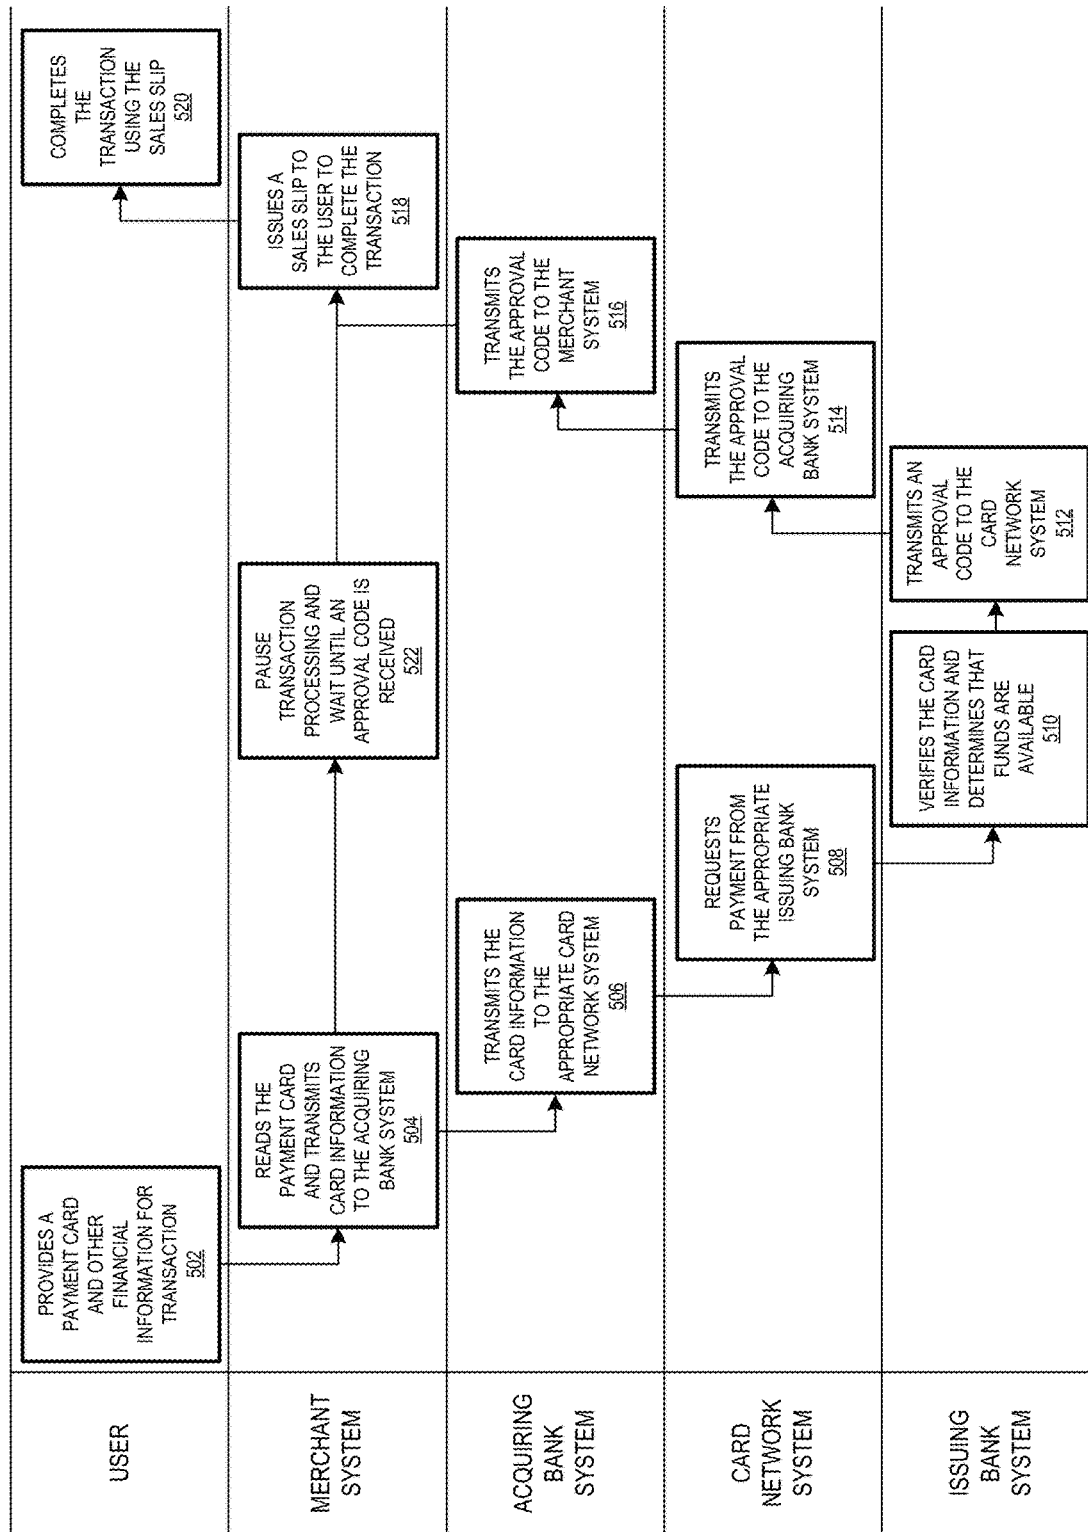 USER
PROVIDES A
PAYMENT CARD
AND OTHER
FINANCIAL
INFORMATION FOR
TRANSACTION
502
COMPLETES
THE
TRANSACTION
USING THE
SALES SLIP
520
MERCHANT
SYSTEM
READS THE
PAYMENT CARD
AND TRANSMITS
CARD INFORMATION
TO THE ACQUIRING
BANK SYSTEM
504
PAUSE
TRANSACTION
PROCESSING AND
WAIT UNTIL AN
APPROVAL CODE IS
RECEIVED
522
ISSUES A
SALES SLIP TO
THE USER TO
COMPLETE THE
TRANSACTION
518
ACQUIRING
BANK
SYSTEM
TRANSMITS THE
CARD INFORMATION
TO THE
APPROPRIATE CARD
NETWORK SYSTEM
506
TRANSMITS
THE APPROVAL
CODE TO THE
MERCHANT
SYSTEM
516
CARD
NETWORK
SYSTEM
REQUESTS
PAYMENT FROM
THE APPROPRIATE
ISSUING BANK
SYSTEM
508
TRANSMITS
THE APPROVAL
CODE TO THE
ACQUIRING
BANK SYSTEM
514
ISSUING
BANK
SYSTEM
VERIFIES THE CARD
INFORMATION AND
DETERMINES THAT
FUNDS ARE
AVAILABLE
510
TRANSMITS AN
APPROVAL
CODE TO THE
CARD
NETWORK
SYSTEM
512